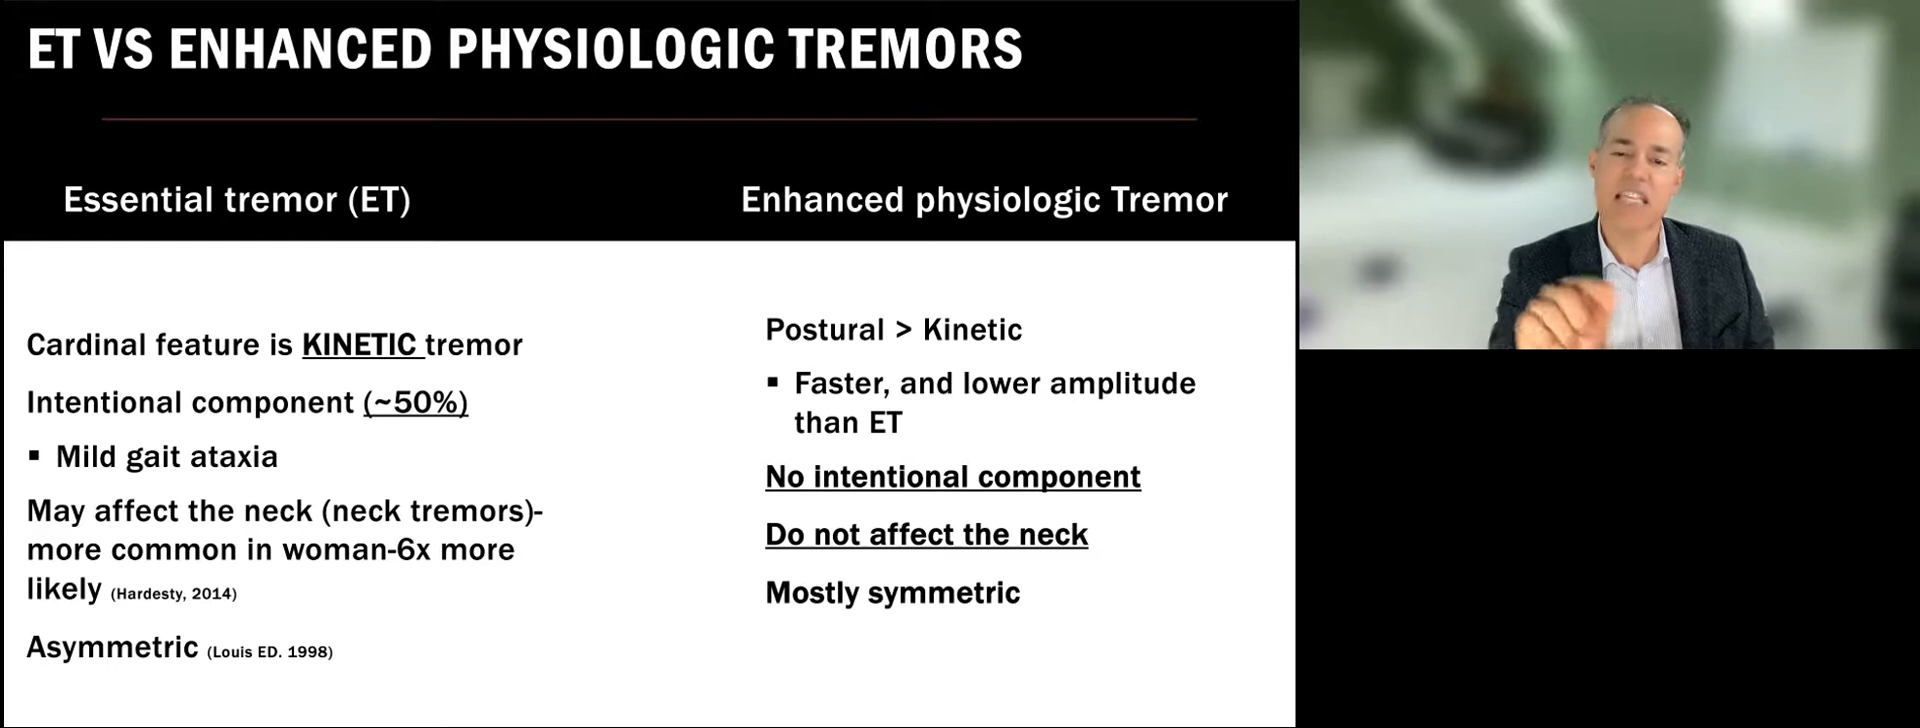 ET VS ENHANCED PHYSIOLOGIC TREMORS
Essential tremor (ET)
Cardinal feature is KINETIC tremor
Intentional component (~50%)
▪ Mild gait ataxia
May affect the neck (neck tremors)-
more common in woman-6x more
likely (Hardesty, 2014)
Asymmetric (Louis ED. 1998)
Enhanced physiologic Tremor
Postural > Kinetic
▪ Faster, and lower amplitude
than ET
No intentional component
Do not affect the neck
Mostly symmetric